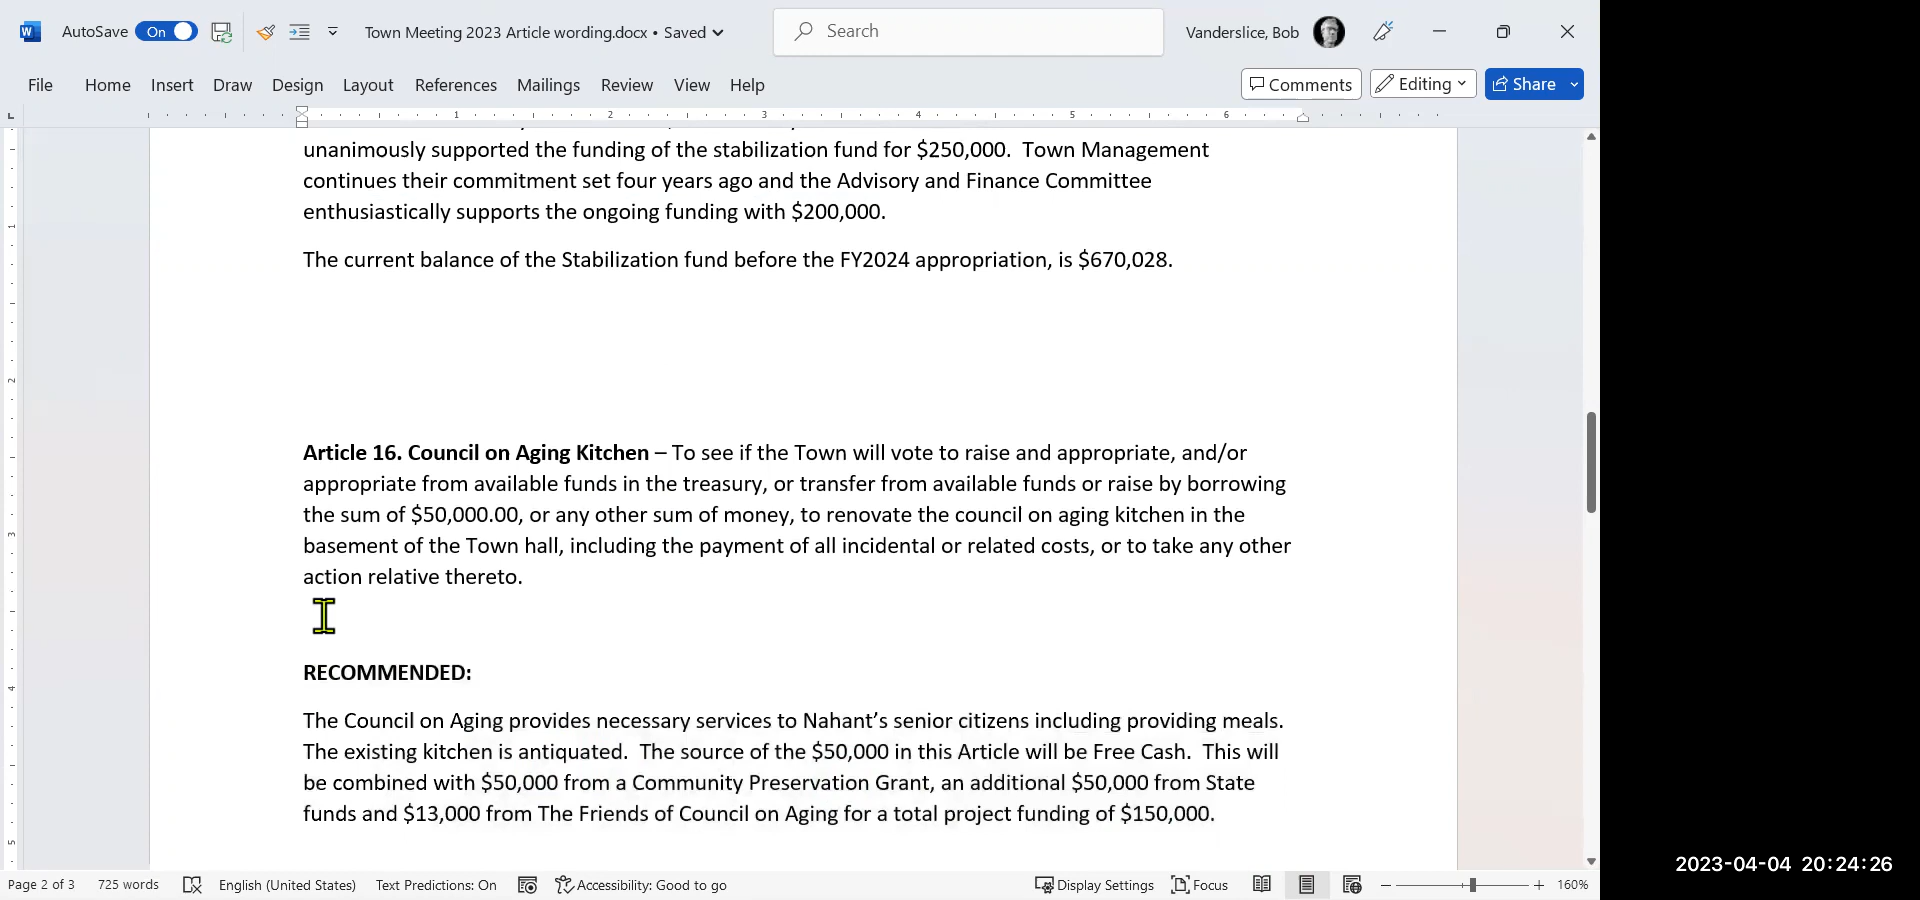 AutoSave On Town Meeting 2023 Article wording.docx • Saved Search Vanderslice, Bob
File Home Insert Draw Design Layout References Mailings Review View Help Comments Editing Share
1 2 3 4 5 6
unanimously supported the funding of the stabilization fund for $250,000. Town Management
continues their commitment set four years ago and the Advisory and Finance Committee
enthusiastically supports the ongoing funding with $200,000.
The current balance of the Stabilization fund before the FY2024 appropriation, is $670,028.
Article 16. Council on Aging Kitchen – To see if the Town will vote to raise and appropriate, and/or
appropriate from available funds in the treasury, or transfer from available funds or raise by borrowing
the sum of $50,000.00, or any other sum of money, to renovate the council on aging kitchen in the
basement of the Town hall, including the payment of all incidental or related costs, or to take any other
action relative thereto.
RECOMMENDED:
The Council on Aging provides necessary services to Nahant’s senior citizens including providing meals.
The existing kitchen is antiquated. The source of the $50,000 in this Article will be Free Cash. This will
be combined with $50,000 from a Community Preservation Grant, an additional $50,000 from State
funds and $13,000 from The Friends of Council on Aging for a total project funding of $150,000.
2023-04-04 20:24:26
Page 2 of 3 725 words English (United States) Text Predictions: On Accessibility: Good to go Display Settings Focus 160%